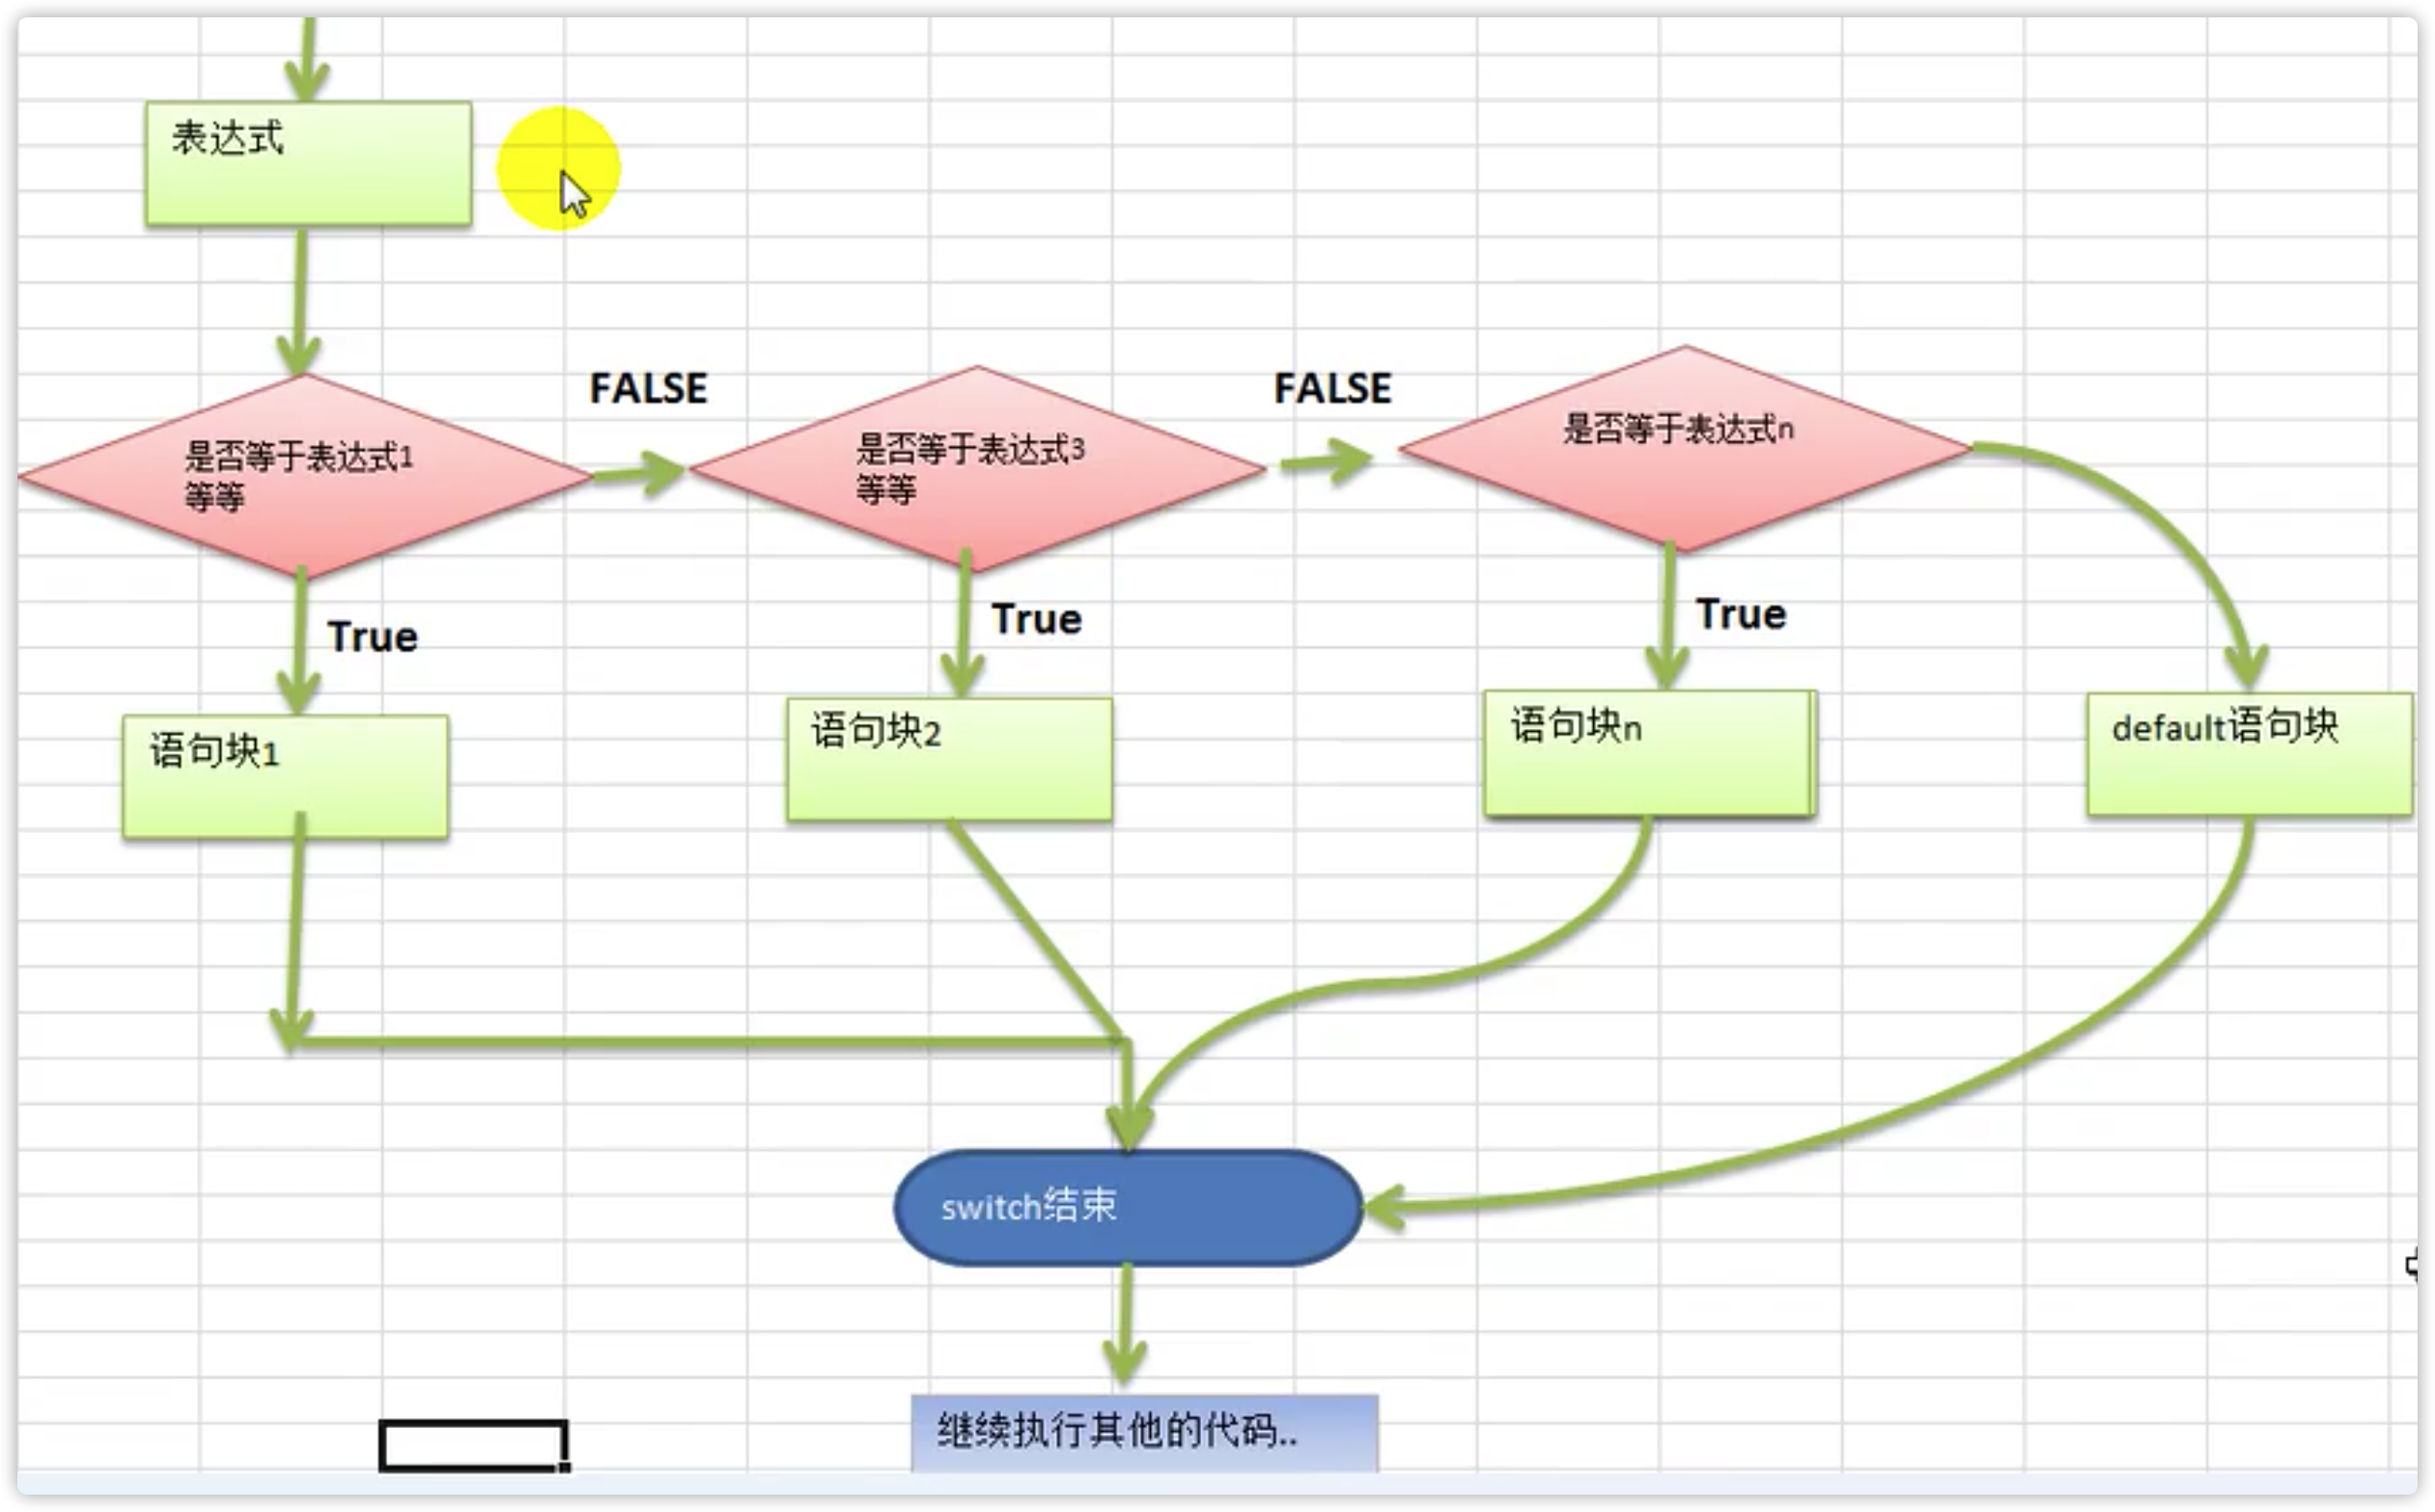 表达式
FALSE
FALSE
是否等于表达式1
等等
是否等于表达式3
等等
是否等于表达式n
True
True
True
语句块1
语句块2
语句块n
default语句块
switch结束
继续执行其他的代码..